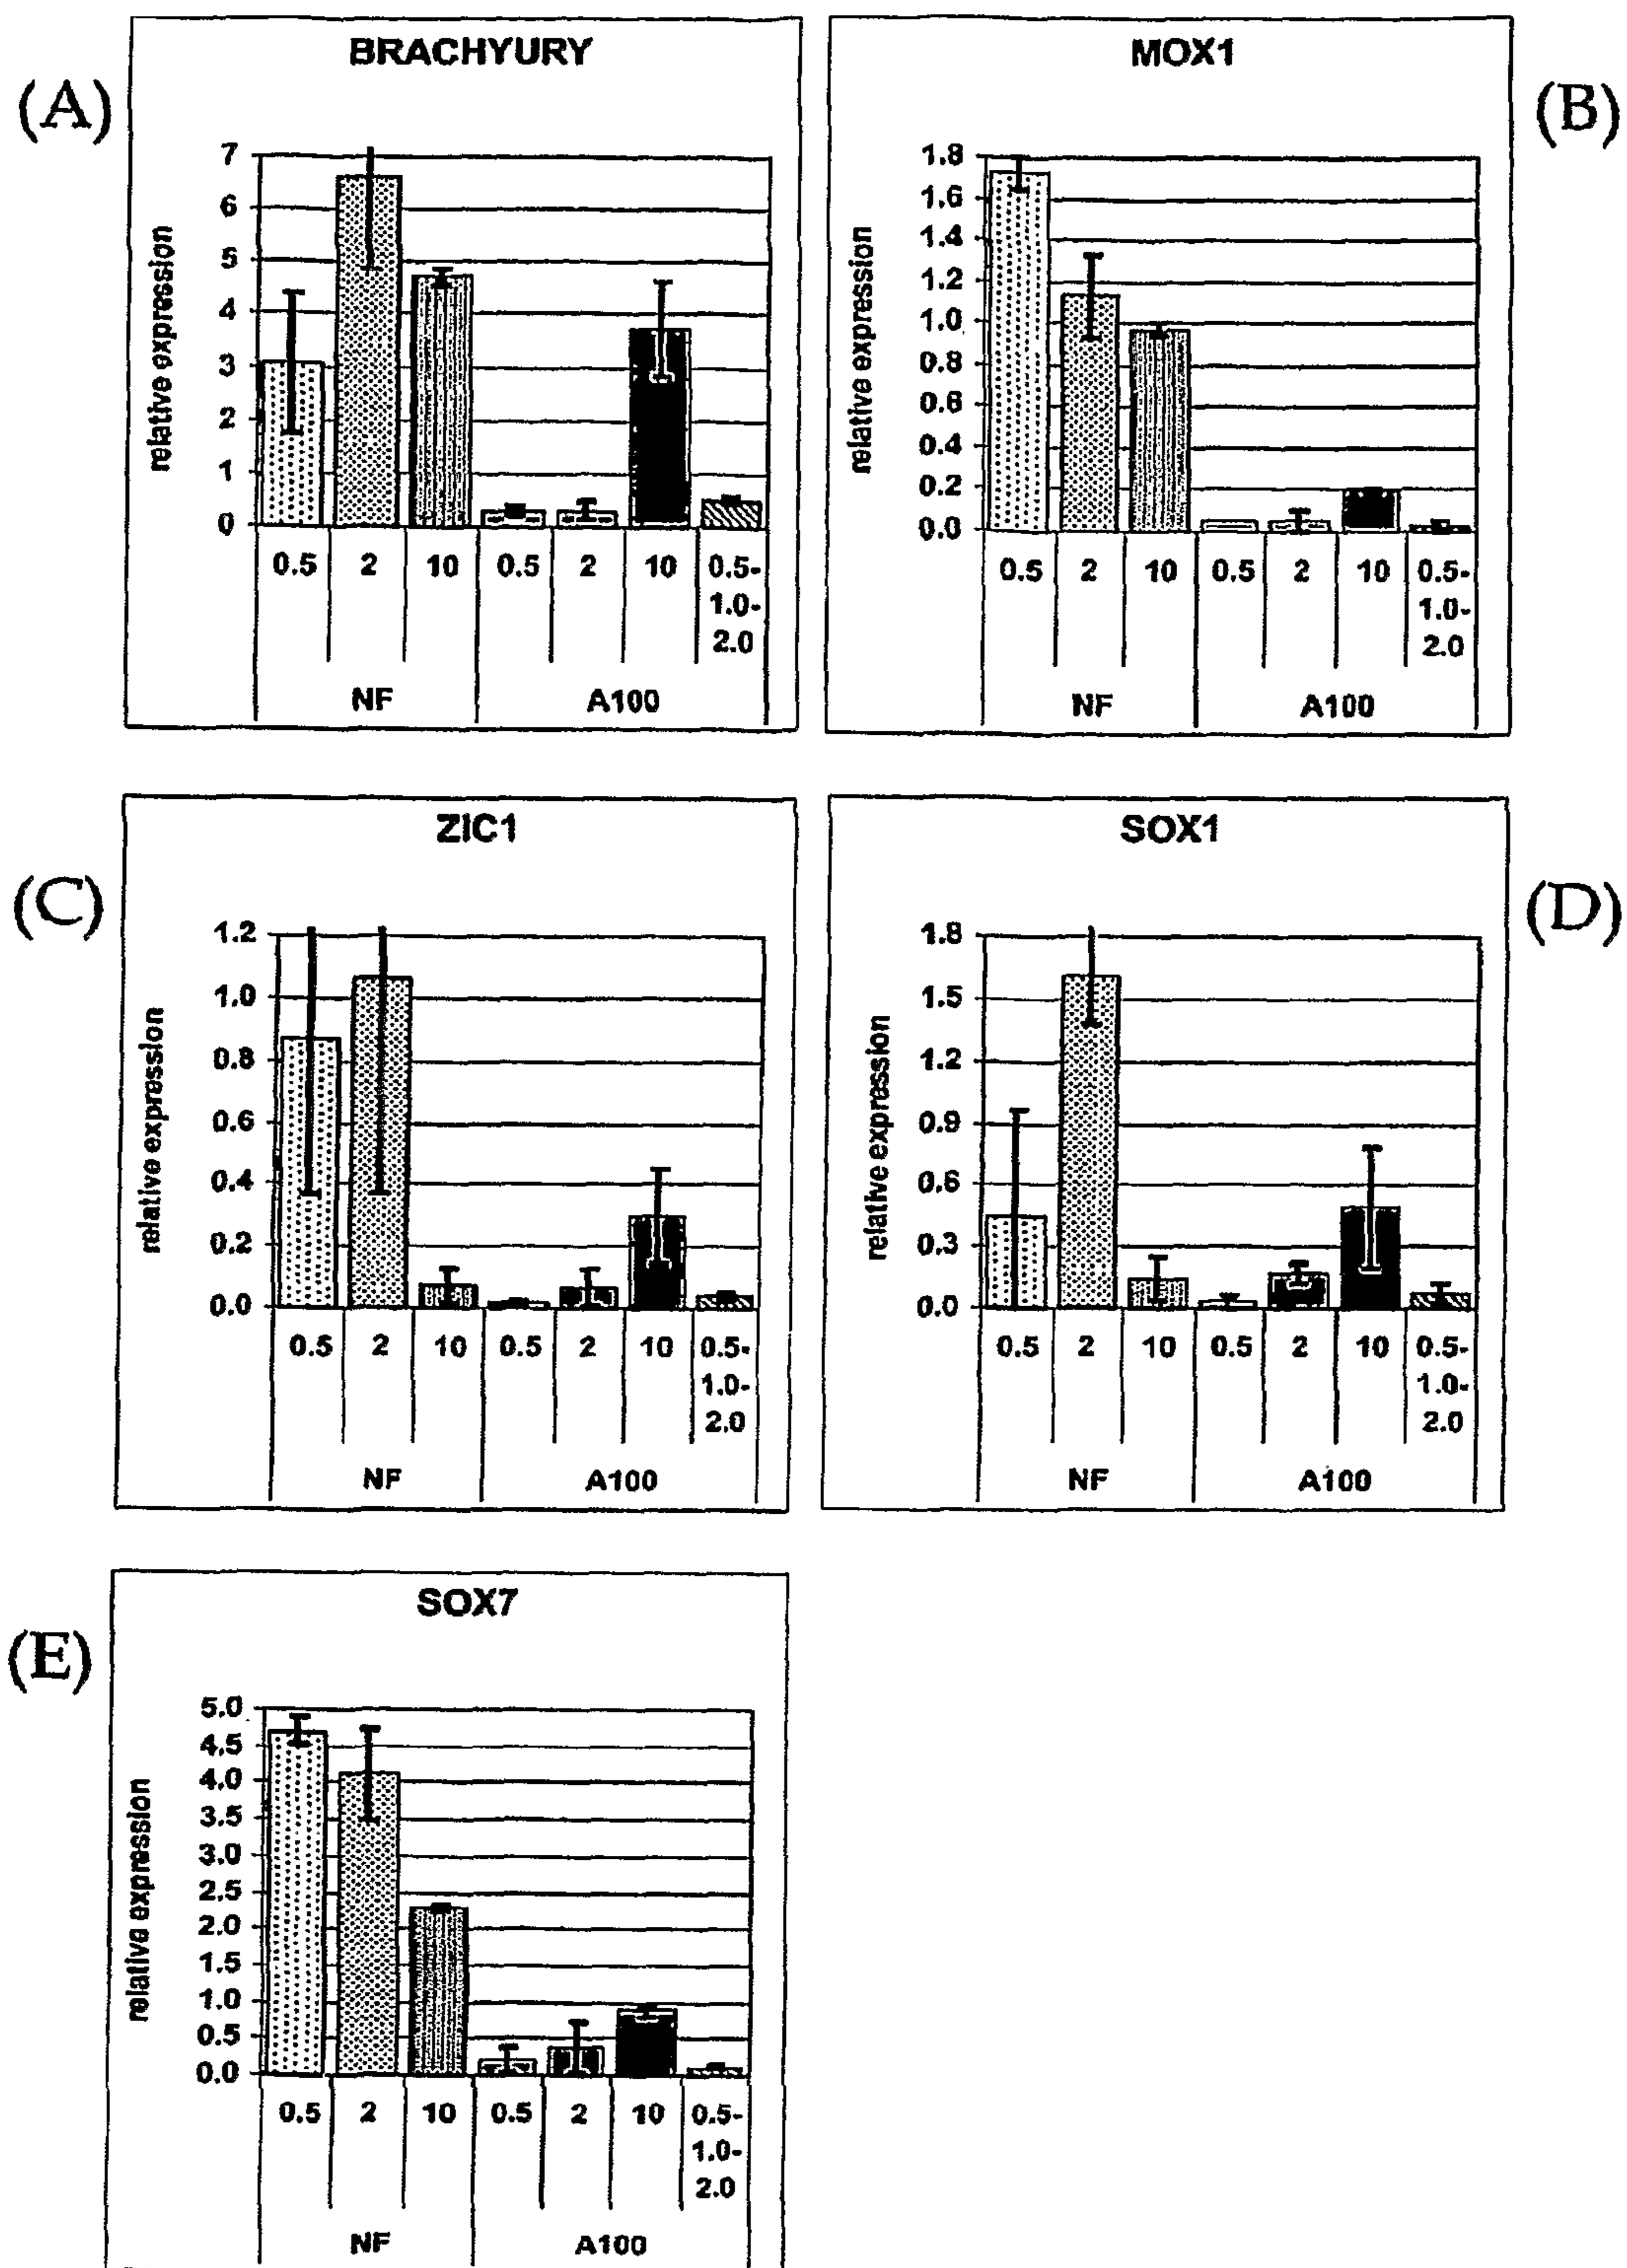 (A)
BRACHYURY
relative expression
7
6
5
4
3
2
1
0
0.5 2 10 0.5 2 10 0.5-
1.0-
2.0
NF A100
(B)
MOX1
relative expression
1.8
1.6
1.4
1.2
1.0
0.8
0.6
0.4
0.2
0.0
0.5 2 10 0.5 2 10 0.5-
1.0-
2.0
NF A100
(C)
ZIC1
relative expression
1.2
1.0
0.8
0.6
0.4
0.2
0.0
0.5 2 10 0.5 2 10 0.5-
1.0-
2.0
NF A100
(D)
SOX1
relative expression
1.8
1.5
1.2
0.9
0.6
0.3
0.0
0.5 2 10 0.5 2 10 0.5-
1.0-
2.0
NF A100
(E)
SOX7
relative expression
5.0
4.5
4.0
3.5
3.0
2.5
2.0
1.5
1.0
0.5
0.0
0.5 2 10 0.5 2 10 0.5-
1.0-
2.0
NF A100